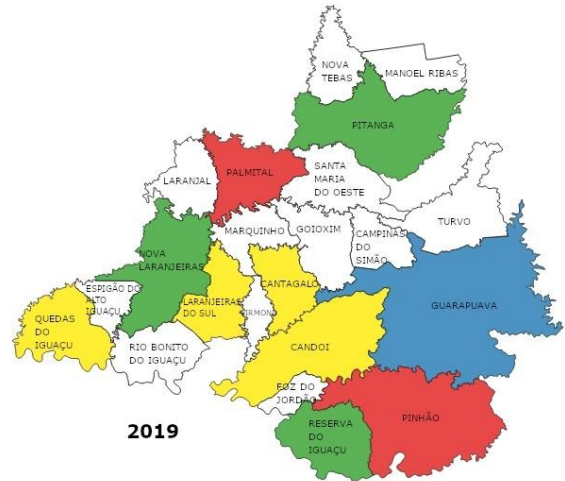 NOVA
TEBAS
MANOEL RIBAS
PITANGA
PALMITAL
LARANJAL
SANTA
MARIA
DO OESTE
TURVO
MARQUINHO
GOIOXIM
CAMPINAS
DO
SIMÃO
NOVA
LARANJEIRAS
ESPIGÃO DO
ALTO
IGUAÇU
LARANJEIRAS
DO SUL
CANTAGALO
GUARAPUAVA
QUEDAS
DO
IGUAÇU
RIO BONITO
DO IGUAÇU
CANDOI
FOZ DO
JORDÃO
PINHÃO
RESERVA
DO
IGUAÇU
2019